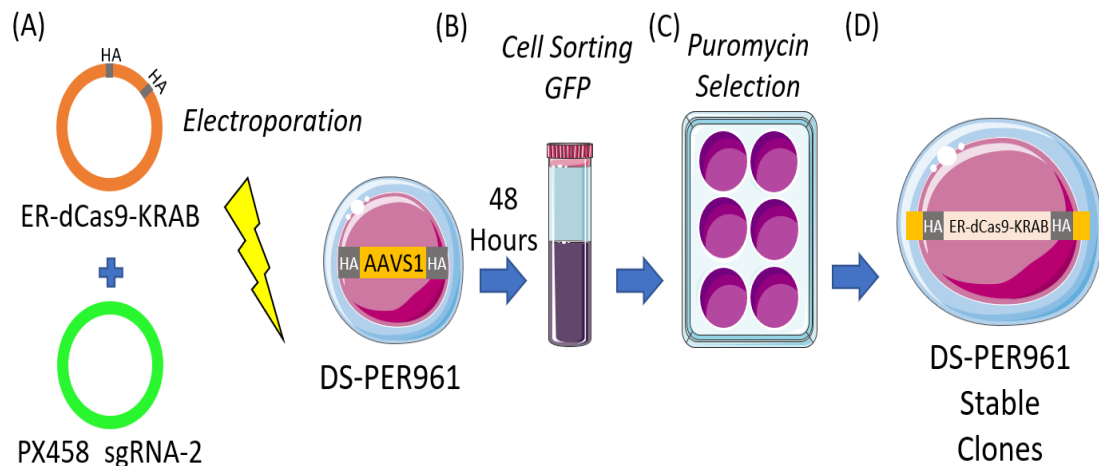 (A)
HA
HA
ER-dCas9-KRAB
PX458 sgRNA-2
Electroporation
HA AAVS1 HA
DS-PER961
48
Hours
(B)
Cell Sorting
GFP
(C)
Puromycin
Selection
(D)
HA ER-dCas9-KRAB HA
DS-PER961
Stable
Clones